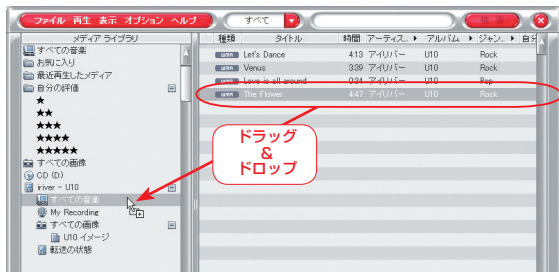 ファイル 再生 表示 オプション ヘルプ すべて
メディア ライブラリ
すべての音楽
お気に入り
最近再生したメディア
自分の評価
★
★★
★★★
★★★★
★★★★★
すべての画像
CD (D:)
iriver - U10
すべての音楽
My Recording
すべての画像
U10 イメージ
転送の状態
種類 タイトル 時間 アーティス.. アルバム ジャン.. 自分
Let's Dance 4:13 アイリバー U10 Rock
Venus 3:39 アイリバー U10 Rock
Love is all around 0:34 アイリバー U10 Pop
The Flower 4:47 アイリバー U10 Rock
ドラッグ
&
ドロップ